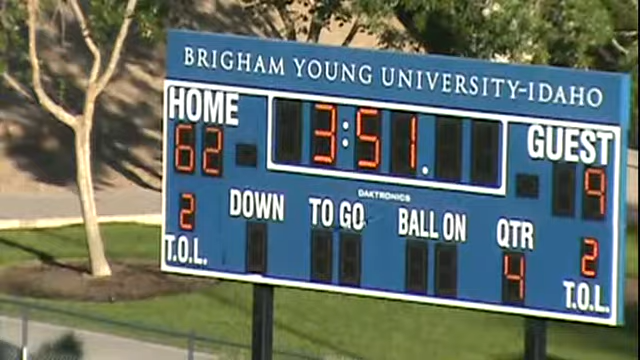 BRIGHAM YOUNG UNIVERSITY-IDAHO
HOME 3:51. GUEST
62 9
DAKTRONICS
2 DOWN TO GO BALL ON QTR 2
T.O.L. 4 T.O.L.